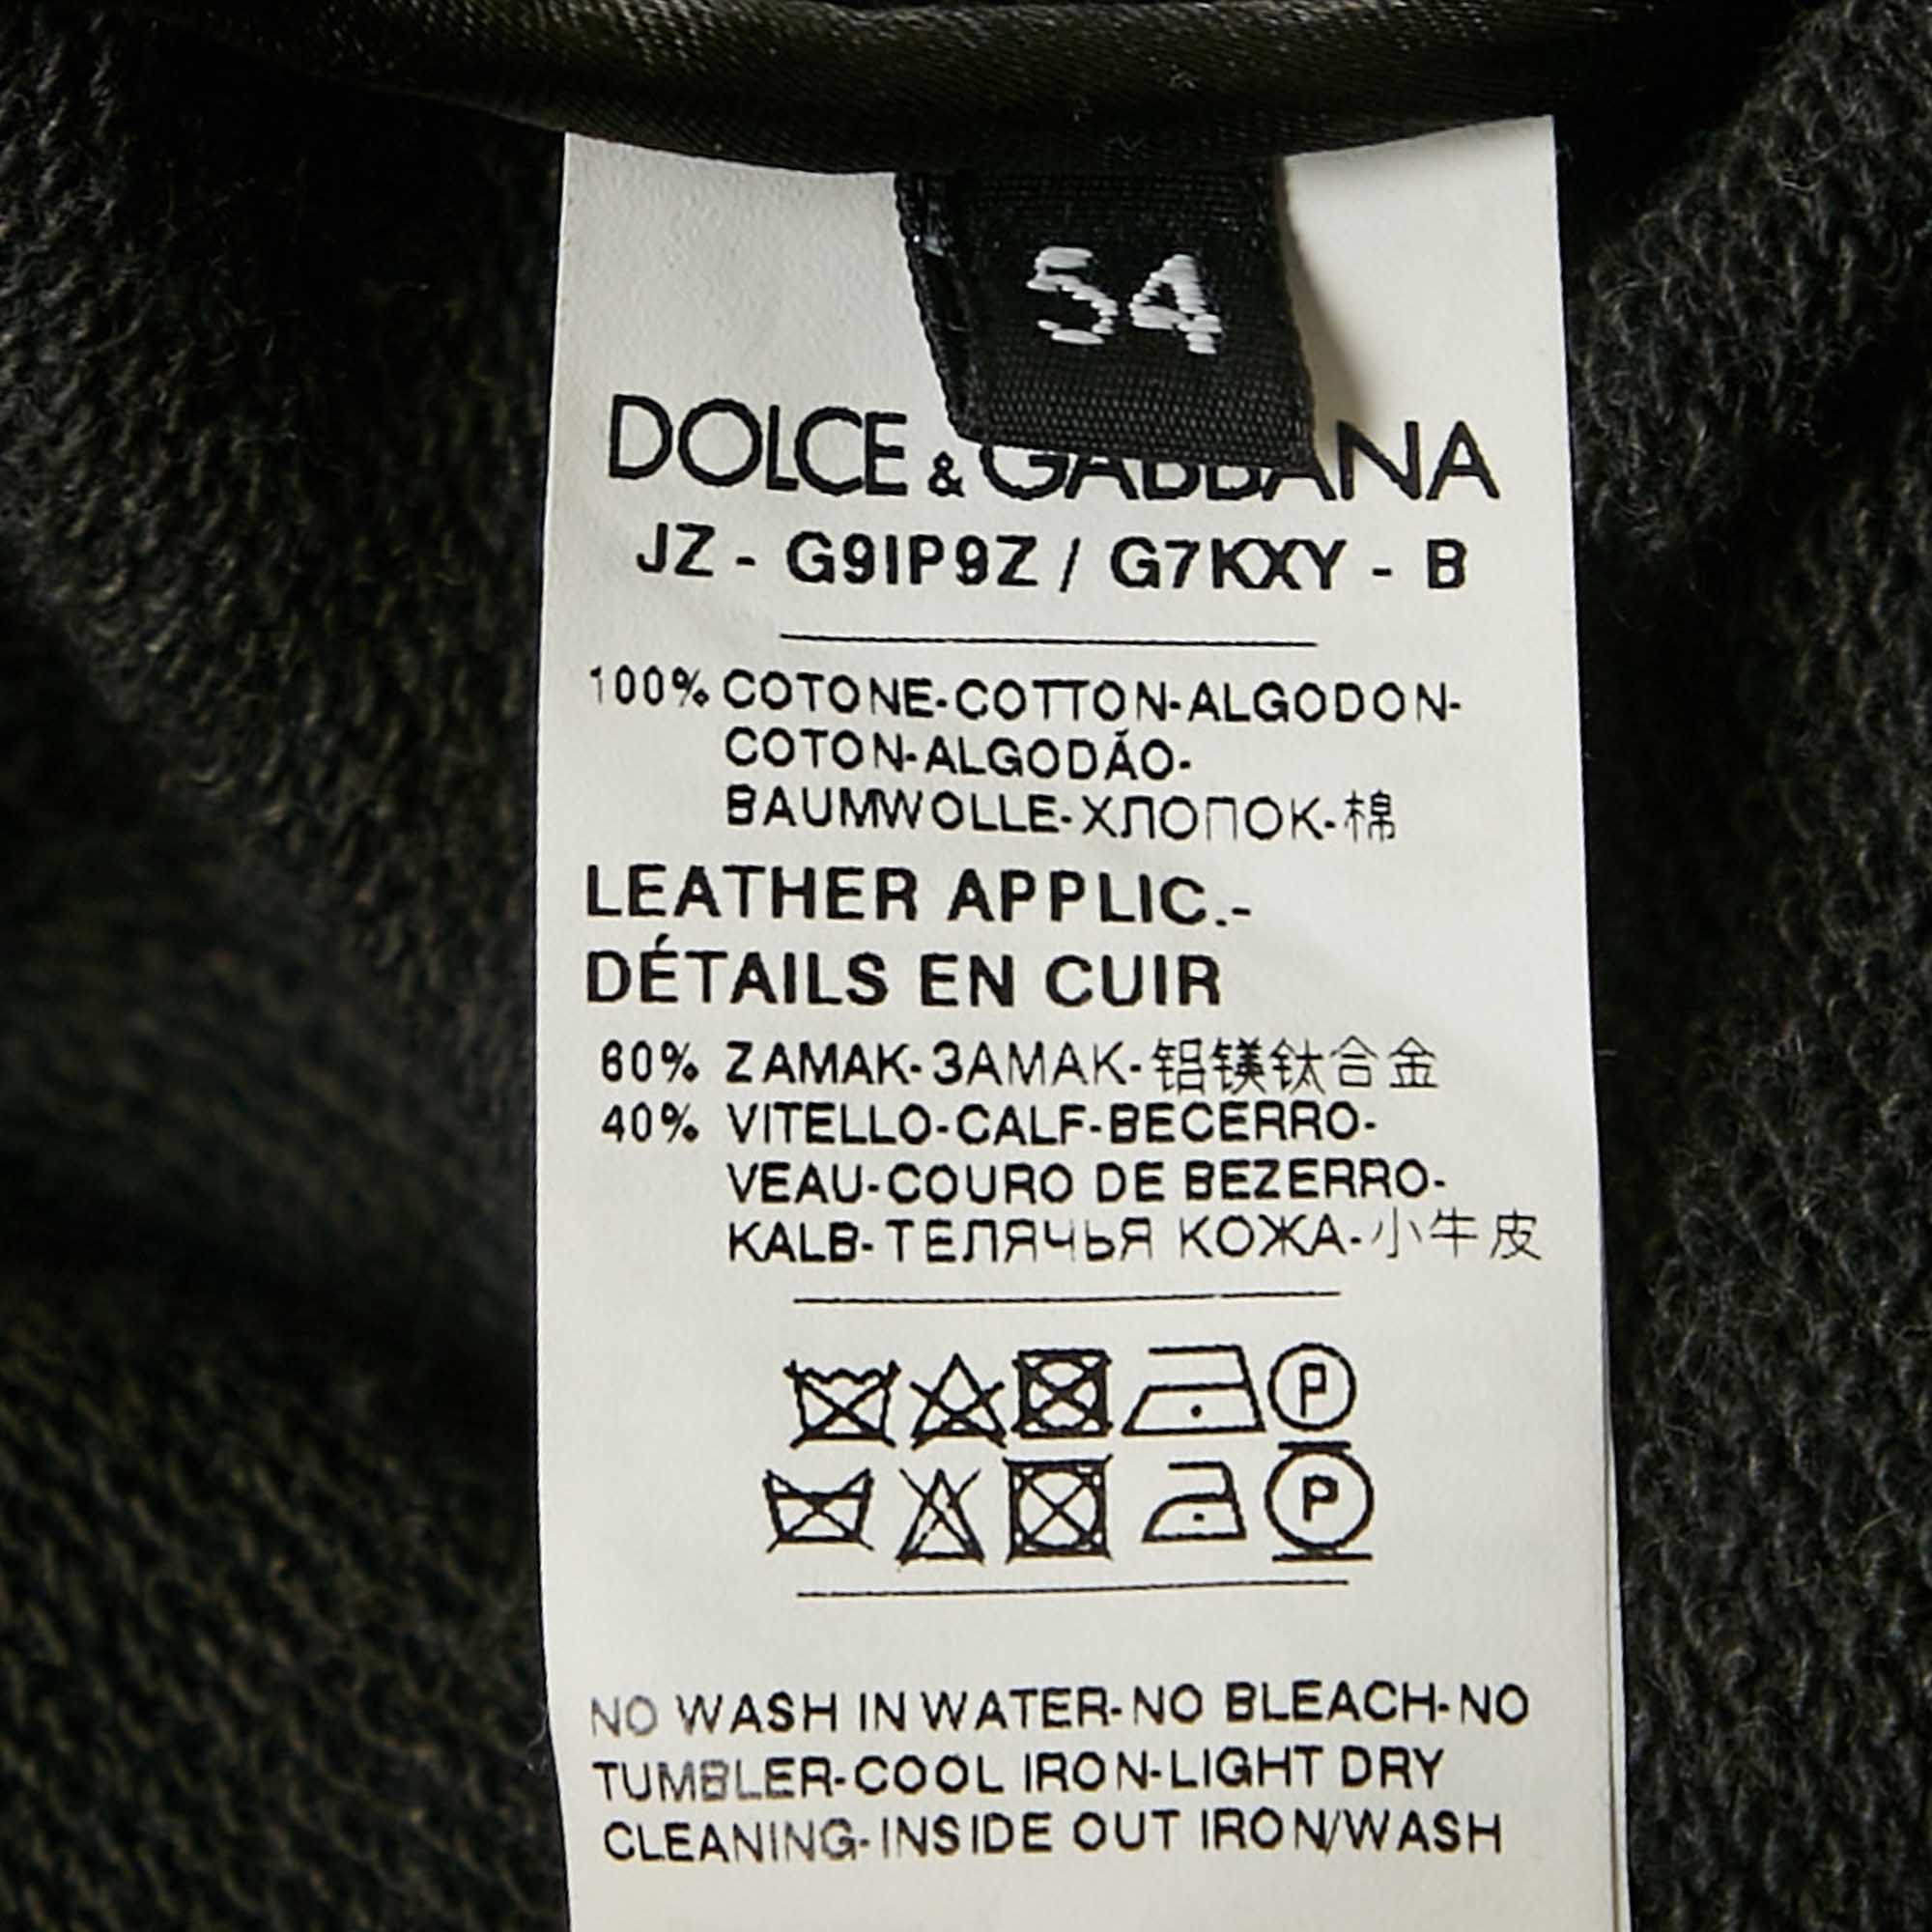 54
DOLCE & GABBANA
JZ - G9IP9Z / G7KXY - B
100% COTONE-COTTON-ALGODON-
COTON-ALGODÃO-
BAUMWOLLE-ХЛОПОК-棉
LEATHER APPLIC.-
DÉTAILS EN CUIR
60% ZAMAK-ЗАМАК-铝镁钛合金
40% VITELLO-CALF-BECERRO-
VEAU-COURO DE BEZERRO-
KALB-ТЕЛЯЧЬЯ КОЖА-小牛皮
P
P
NO WASH IN WATER-NO BLEACH-NO
TUMBLER-COOL IRON-LIGHT DRY
CLEANING-INSIDE OUT IRON/WASH